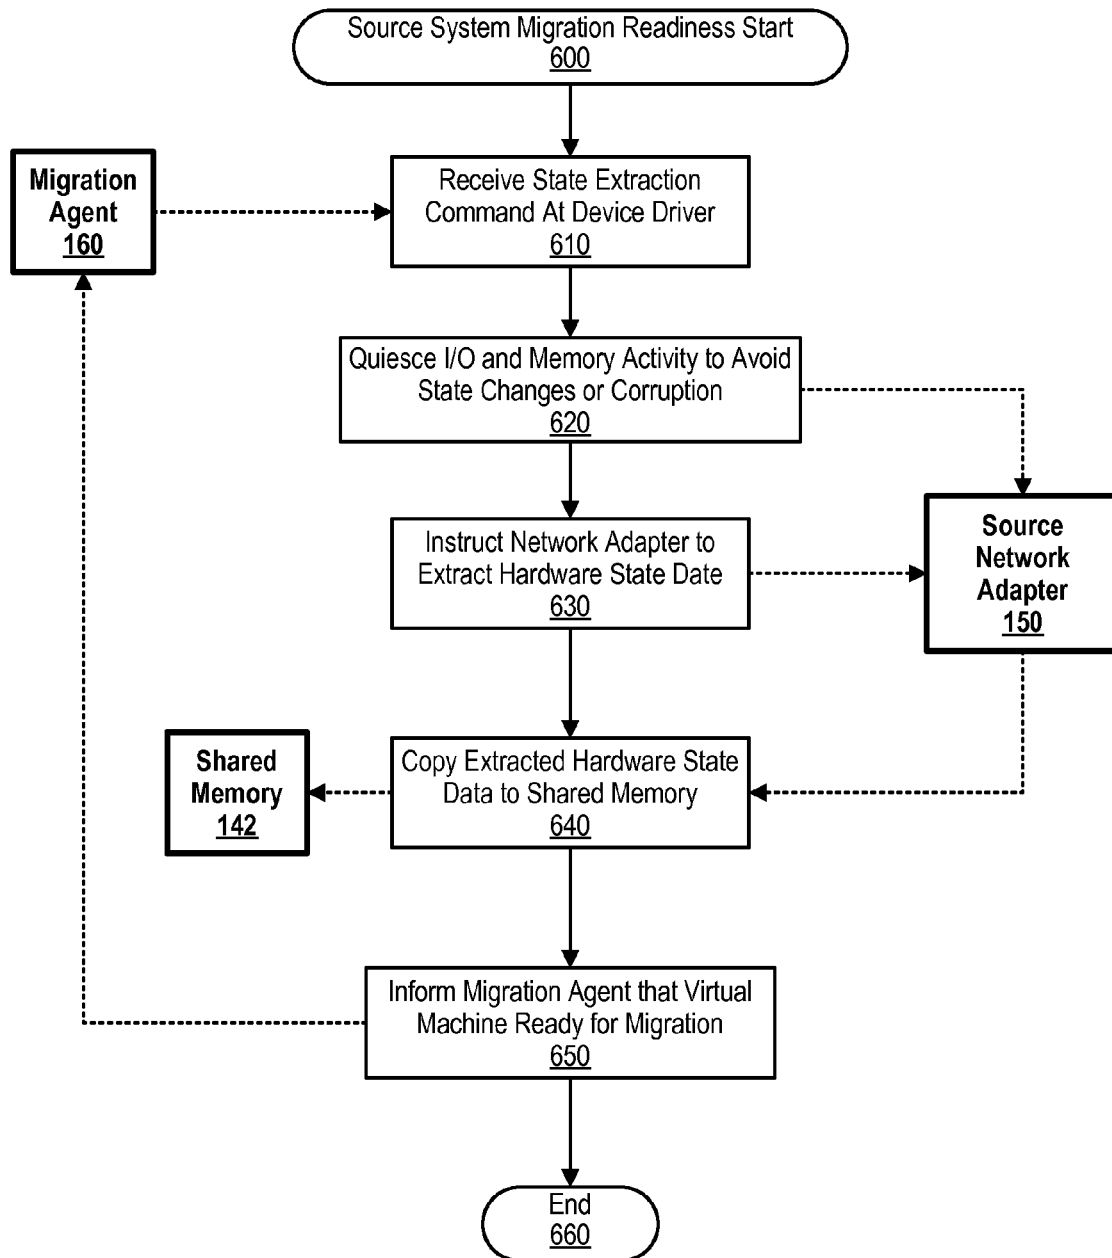 Source System Migration Readiness Start
600
Migration
Agent
160
Receive State Extraction
Command At Device Driver
610
Quiesce I/O and Memory Activity to Avoid
State Changes or Corruption
620
Source
Network
Adapter
150
Instruct Network Adapter to
Extract Hardware State Date
630
Shared
Memory
142
Copy Extracted Hardware State
Data to Shared Memory
640
Inform Migration Agent that Virtual
Machine Ready for Migration
650
End
660